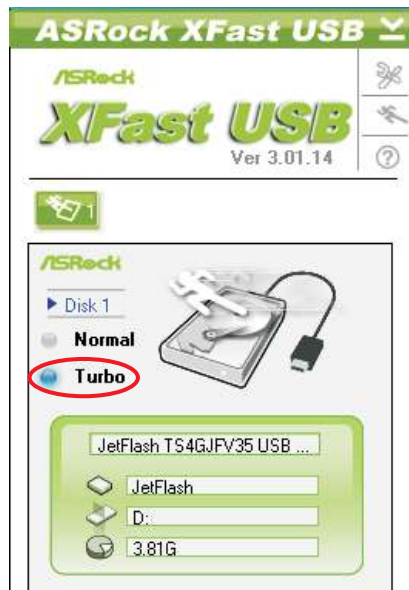 ASRock XFast USB
ASRock
XFast USB
Ver 3.01.14
?
1
ASRock
Disk 1
Normal
Turbo
JetFlash TS4GJFV35 USB ...
JetFlash
D:
3.81G